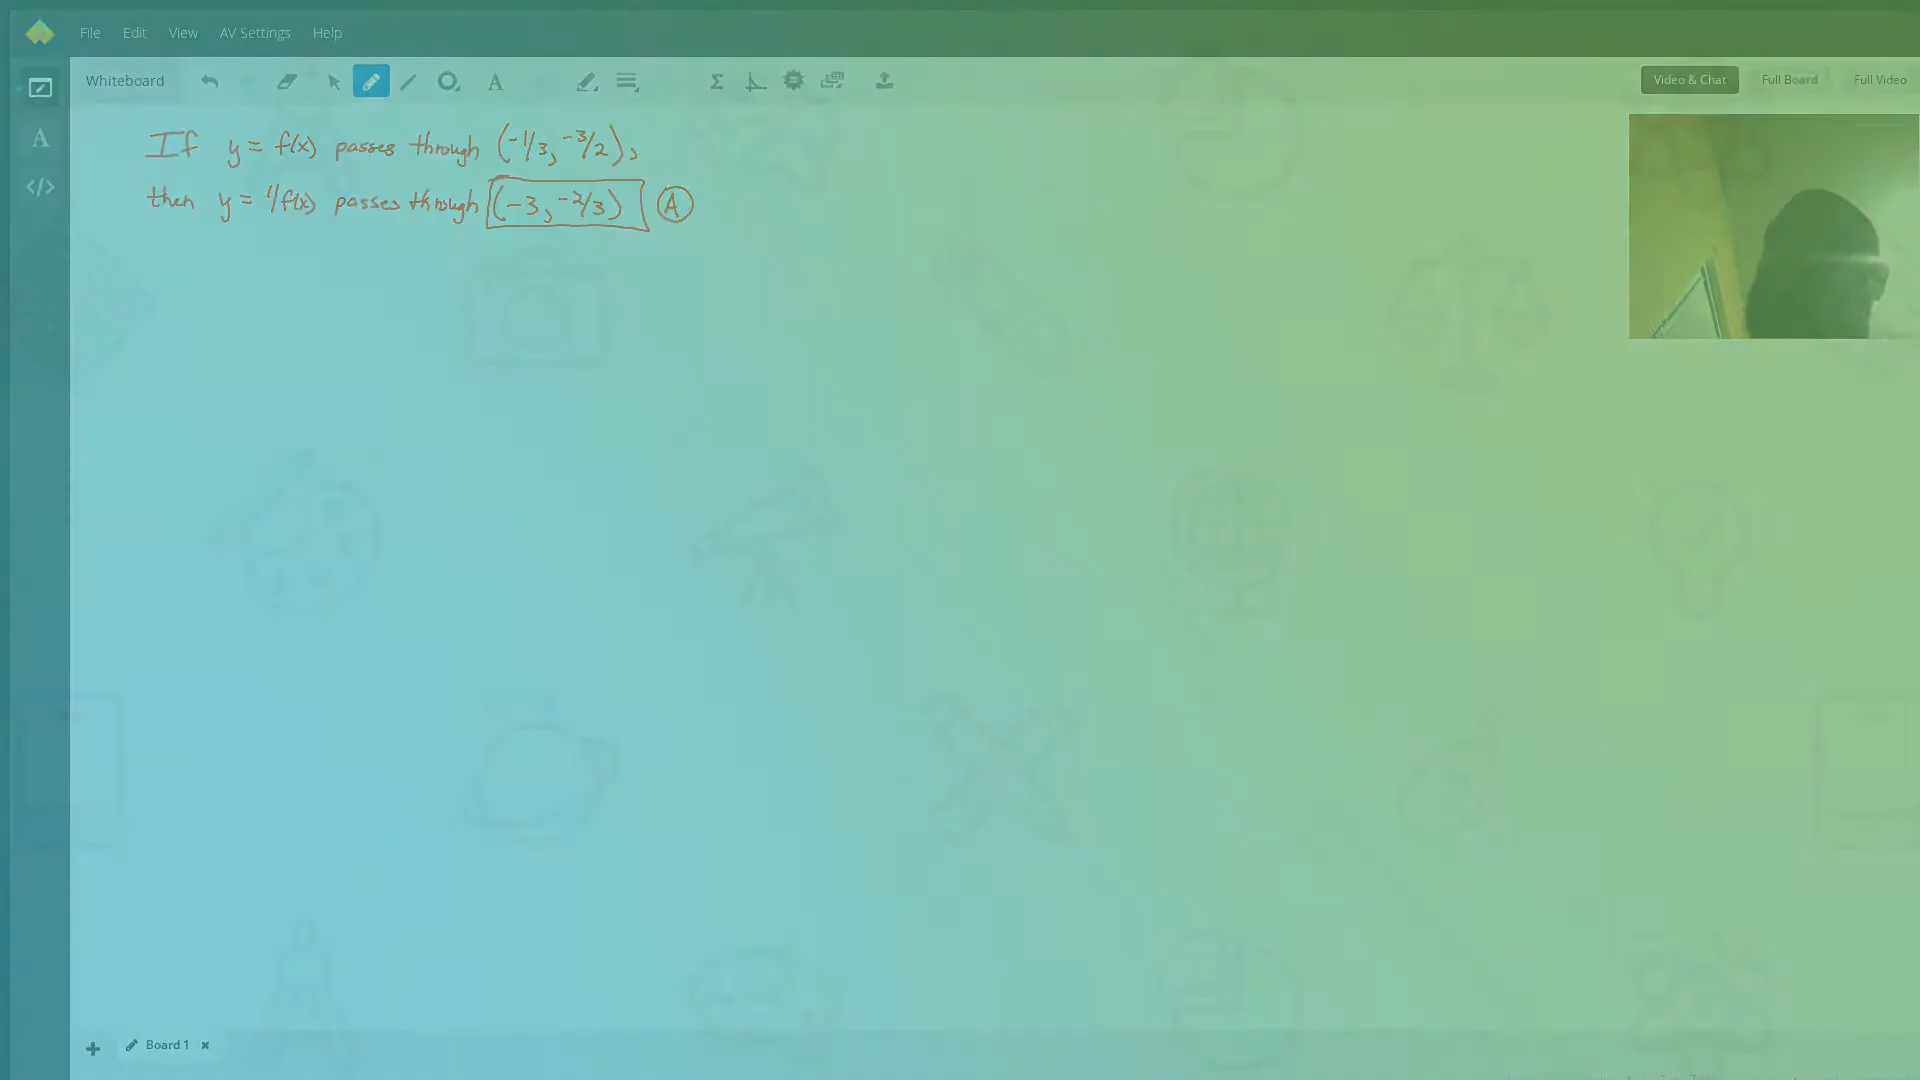 File Edit View AV Settings Help
Whiteboard A Σ Video & Chat Full Board Full Video
If y = f(x) passes through (-1/3, -3/2),
then y = 1/f(x) passes through (-3, -2/3) A
A
</>
Board 1